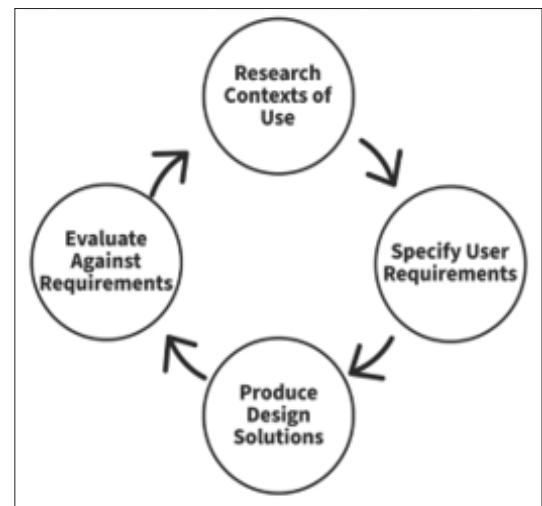 Research
Contexts of
Use
Specify User
Requirements
Produce
Design
Solutions
Evaluate
Against
Requirements